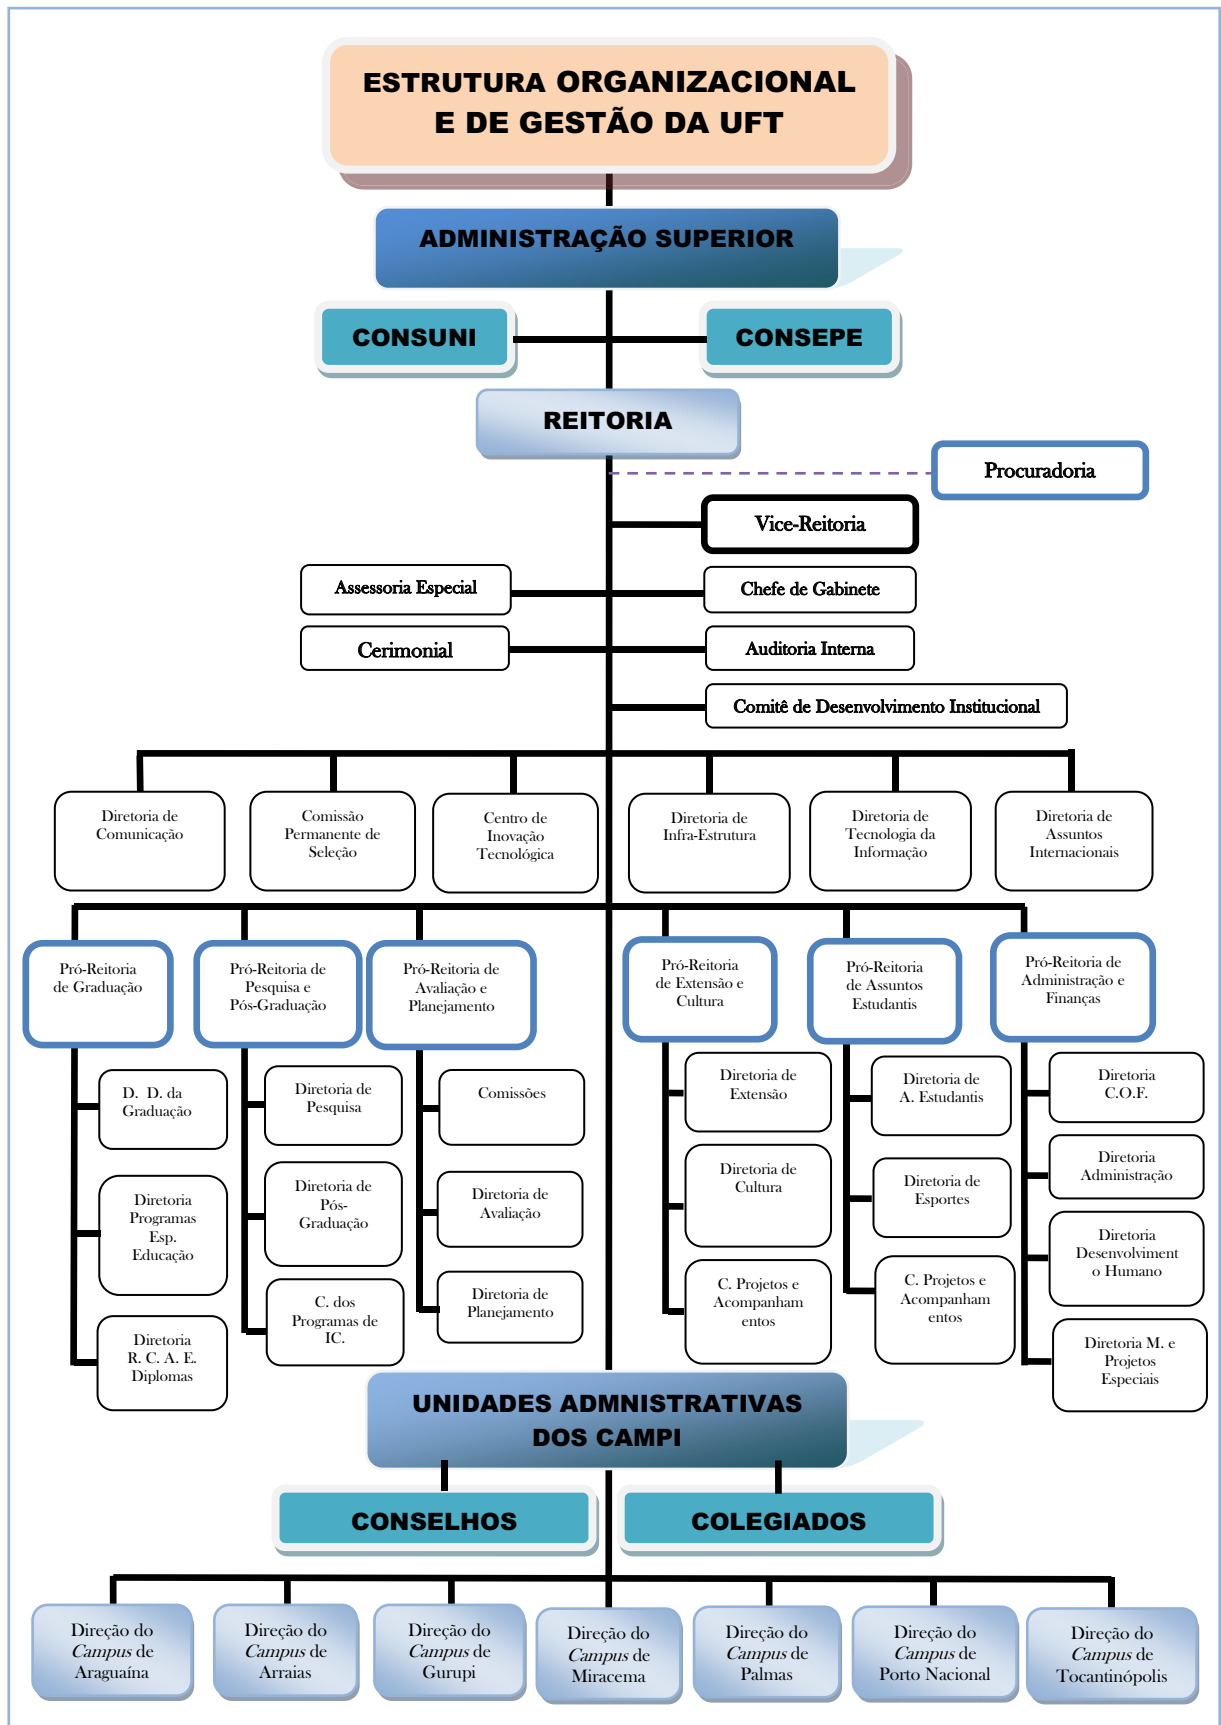 ESTRUTURA ORGANIZACIONAL
E DE GESTÃO DA UFT
ADMINISTRAÇÃO SUPERIOR
CONSUNI
CONSEPE
REITORIA
Procuradoria
Vice-Reitoria
Assessoria Especial
Chefe de Gabinete
Cerimonial
Auditoria Interna
Comitê de Desenvolvimento Institucional
Diretoria de
Comunicação
Comissão
Permanente de
Seleção
Centro de
Inovação
Tecnológica
Diretoria de
Infra-Estrutura
Diretoria de
Tecnologia da
Informação
Diretoria de
Assuntos
Internacionais
Pró-Reitoria
de Graduação
Pró-Reitoria de
Pesquisa e
Pós-Graduação
Pró-Reitoria de
Avaliação e
Planejamento
Pró-Reitoria
de Extensão e
Cultura
Pró-Reitoria
de Assuntos
Estudantis
Pró-Reitoria de
Administração e
Finanças
D. D. da
Graduação
Diretoria
Programas
Esp.
Educação
Diretoria
R. C. A. E.
Diplomas
Diretoria de
Pesquisa
Diretoria de
Pós-
Graduação
C. dos
Programas de
IC.
Comissões
Diretoria de
Avaliação
Diretoria de
Planejamento
Diretoria de
Extensão
Diretoria de
Cultura
C. Projetos e
Acompanham
entos
Diretoria de
A. Estudantis
Diretoria de
Esportes
C. Projetos e
Acompanham
entos
Diretoria
C.O.F.
Diretoria
Administração
Diretoria
Desenvolviment
o Humano
Diretoria M. e
Projetos
Especiais
UNIDADES ADMNISTRATIVAS
DOS CAMPI
CONSELHOS
COLEGIADOS
Direção do
Campus de
Araguaína
Direção do
Campus de
Arraias
Direção do
Campus de
Gurupi
Direção do
Campus de
Miracema
Direção do
Campus de
Palmas
Direção do
Campus de
Porto Nacional
Direção do
Campus de
Tocantinópolis